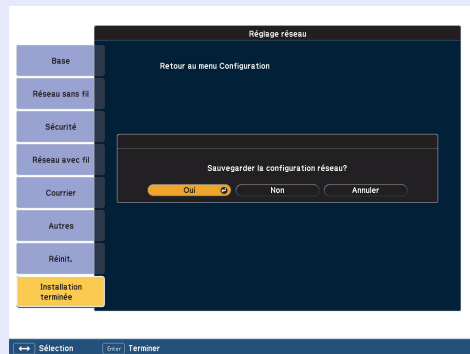 Réglage réseau
Base
Retour au menu Configuration
Réseau sans fil
Sécurité
Réseau avec fil
Sauvegarder la configuration réseau?
Oui Non Annuler
Courrier
Autres
Réinit.
Installation
terminée
Sélection Enter Terminer